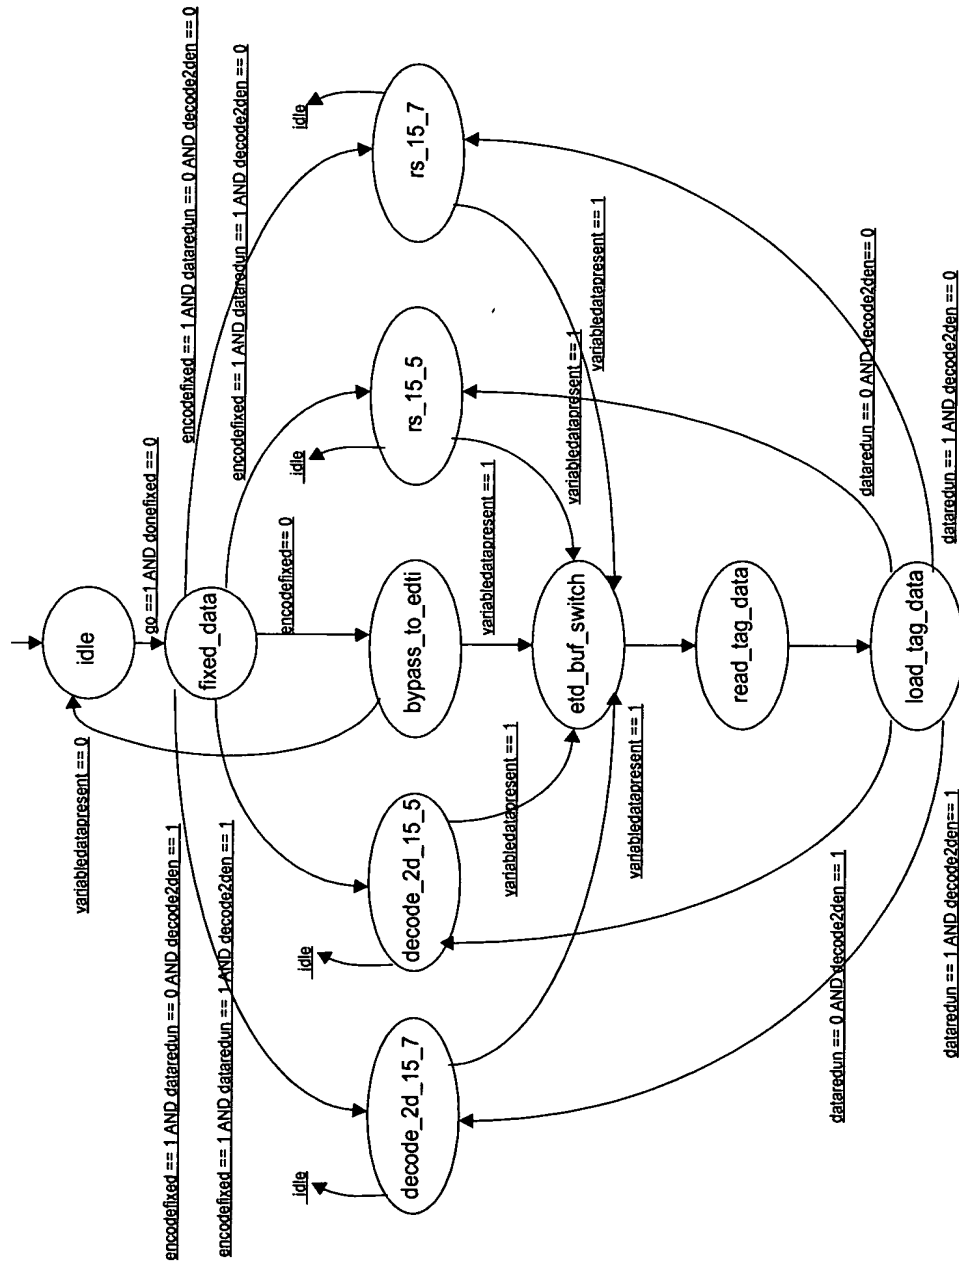 idle
go ==1 AND donefixed == 0
variabledatapresent == 0
fixed_data
encodefixed == 1 AND dataredun == 0 AND decode2den == 1
encodefixed == 1 AND dataredun == 1 AND decode2den == 1
encodefixed== 0
encodefixed == 1 AND dataredun == 1 AND decode2den == 0
encodefixed == 1 AND dataredun == 0 AND decode2den == 0
idle
idle
idle
idle
decode_2d_15_7
decode_2d_15_5
bypass_to_edti
rs_15_5
rs_15_7
variabledatapresent == 1
variabledatapresent == 1
variabledatapresent == 1
variabledatapresent == 1
variabledatapresent == 1
etd_buf_switch
read_tag_data
load_tag_data
dataredun == 0 AND decode2den == 1
dataredun == 1 AND decode2den== 1
dataredun == 0 AND decode2den== 0
dataredun == 1 AND decode2den == 0